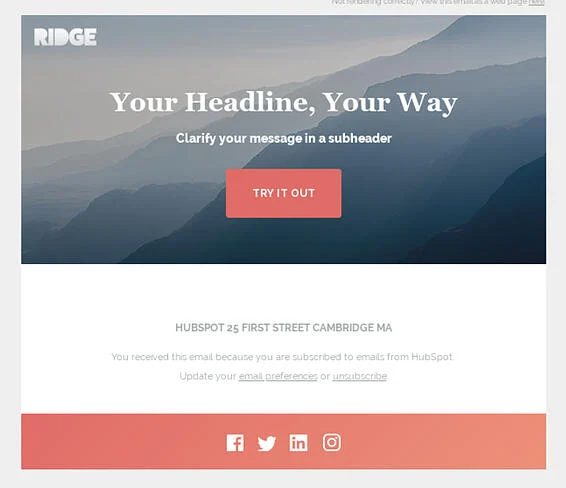 Not rendering correctly? View this email as a web page here.
RIDGE
Your Headline, Your Way
Clarify your message in a subheader
TRY IT OUT
HUBSPOT 25 FIRST STREET CAMBRIDGE MA
You received this email because you are subscribed to emails from HubSpot.
Update your email preferences or unsubscribe